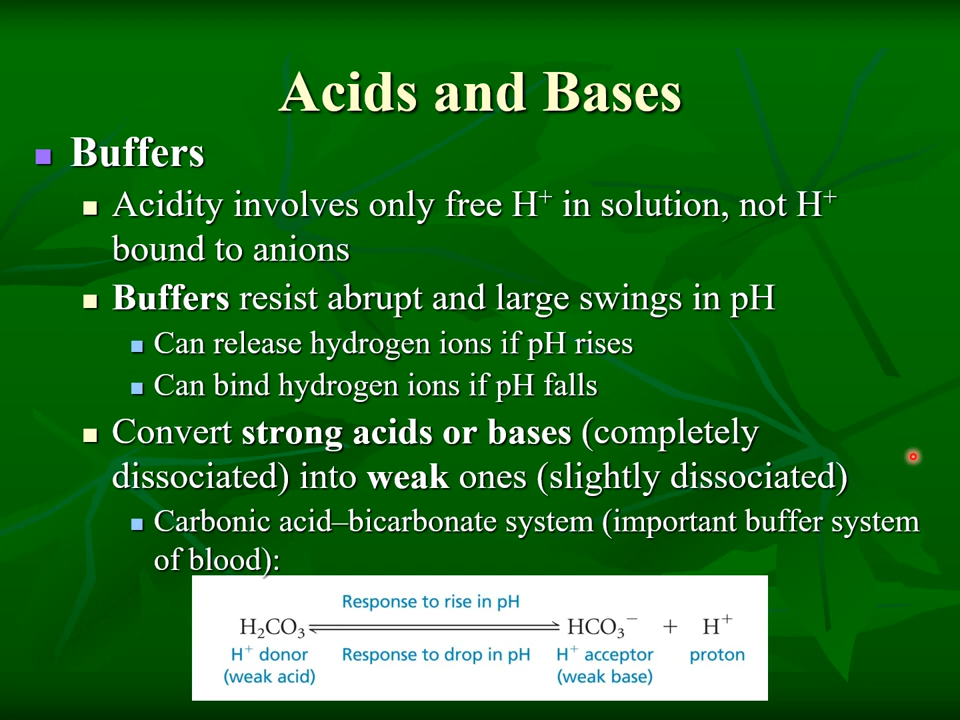 Acids and Bases
Buffers
Acidity involves only free H⁺ in solution, not H⁺
bound to anions
Buffers resist abrupt and large swings in pH
Can release hydrogen ions if pH rises
Can bind hydrogen ions if pH falls
Convert strong acids or bases (completely
dissociated) into weak ones (slightly dissociated)
Carbonic acid–bicarbonate system (important buffer system
of blood):
Response to rise in pH
H₂CO₃ ⇌ HCO₃⁻ + H⁺
H⁺ donor Response to drop in pH H⁺ acceptor proton
(weak acid) (weak base)